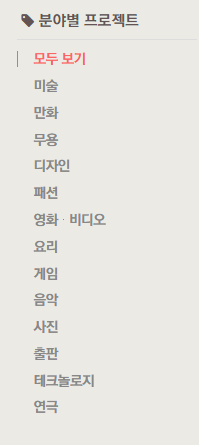 분야별 프로젝트
모두 보기
미술
만화
무용
디자인
패션
영화 · 비디오
요리
게임
음악
사진
출판
테크놀로지
연극